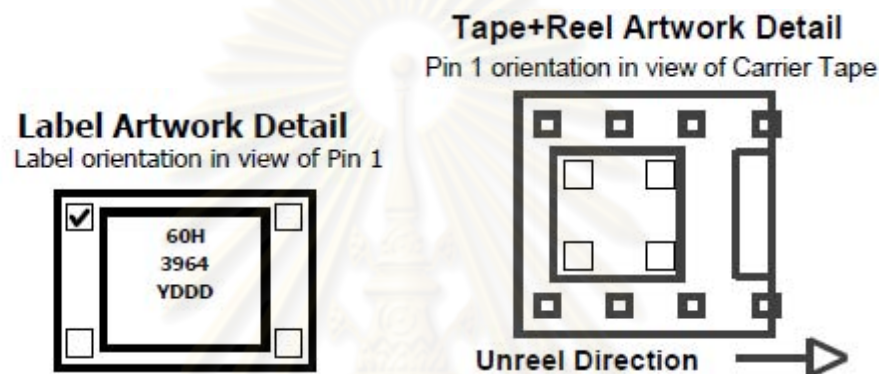 Tape+Reel Artwork Detail
Pin 1 orientation in view of Carrier Tape
Label Artwork Detail
Label orientation in view of Pin 1
60H
3964
YDDD
Unreel Direction